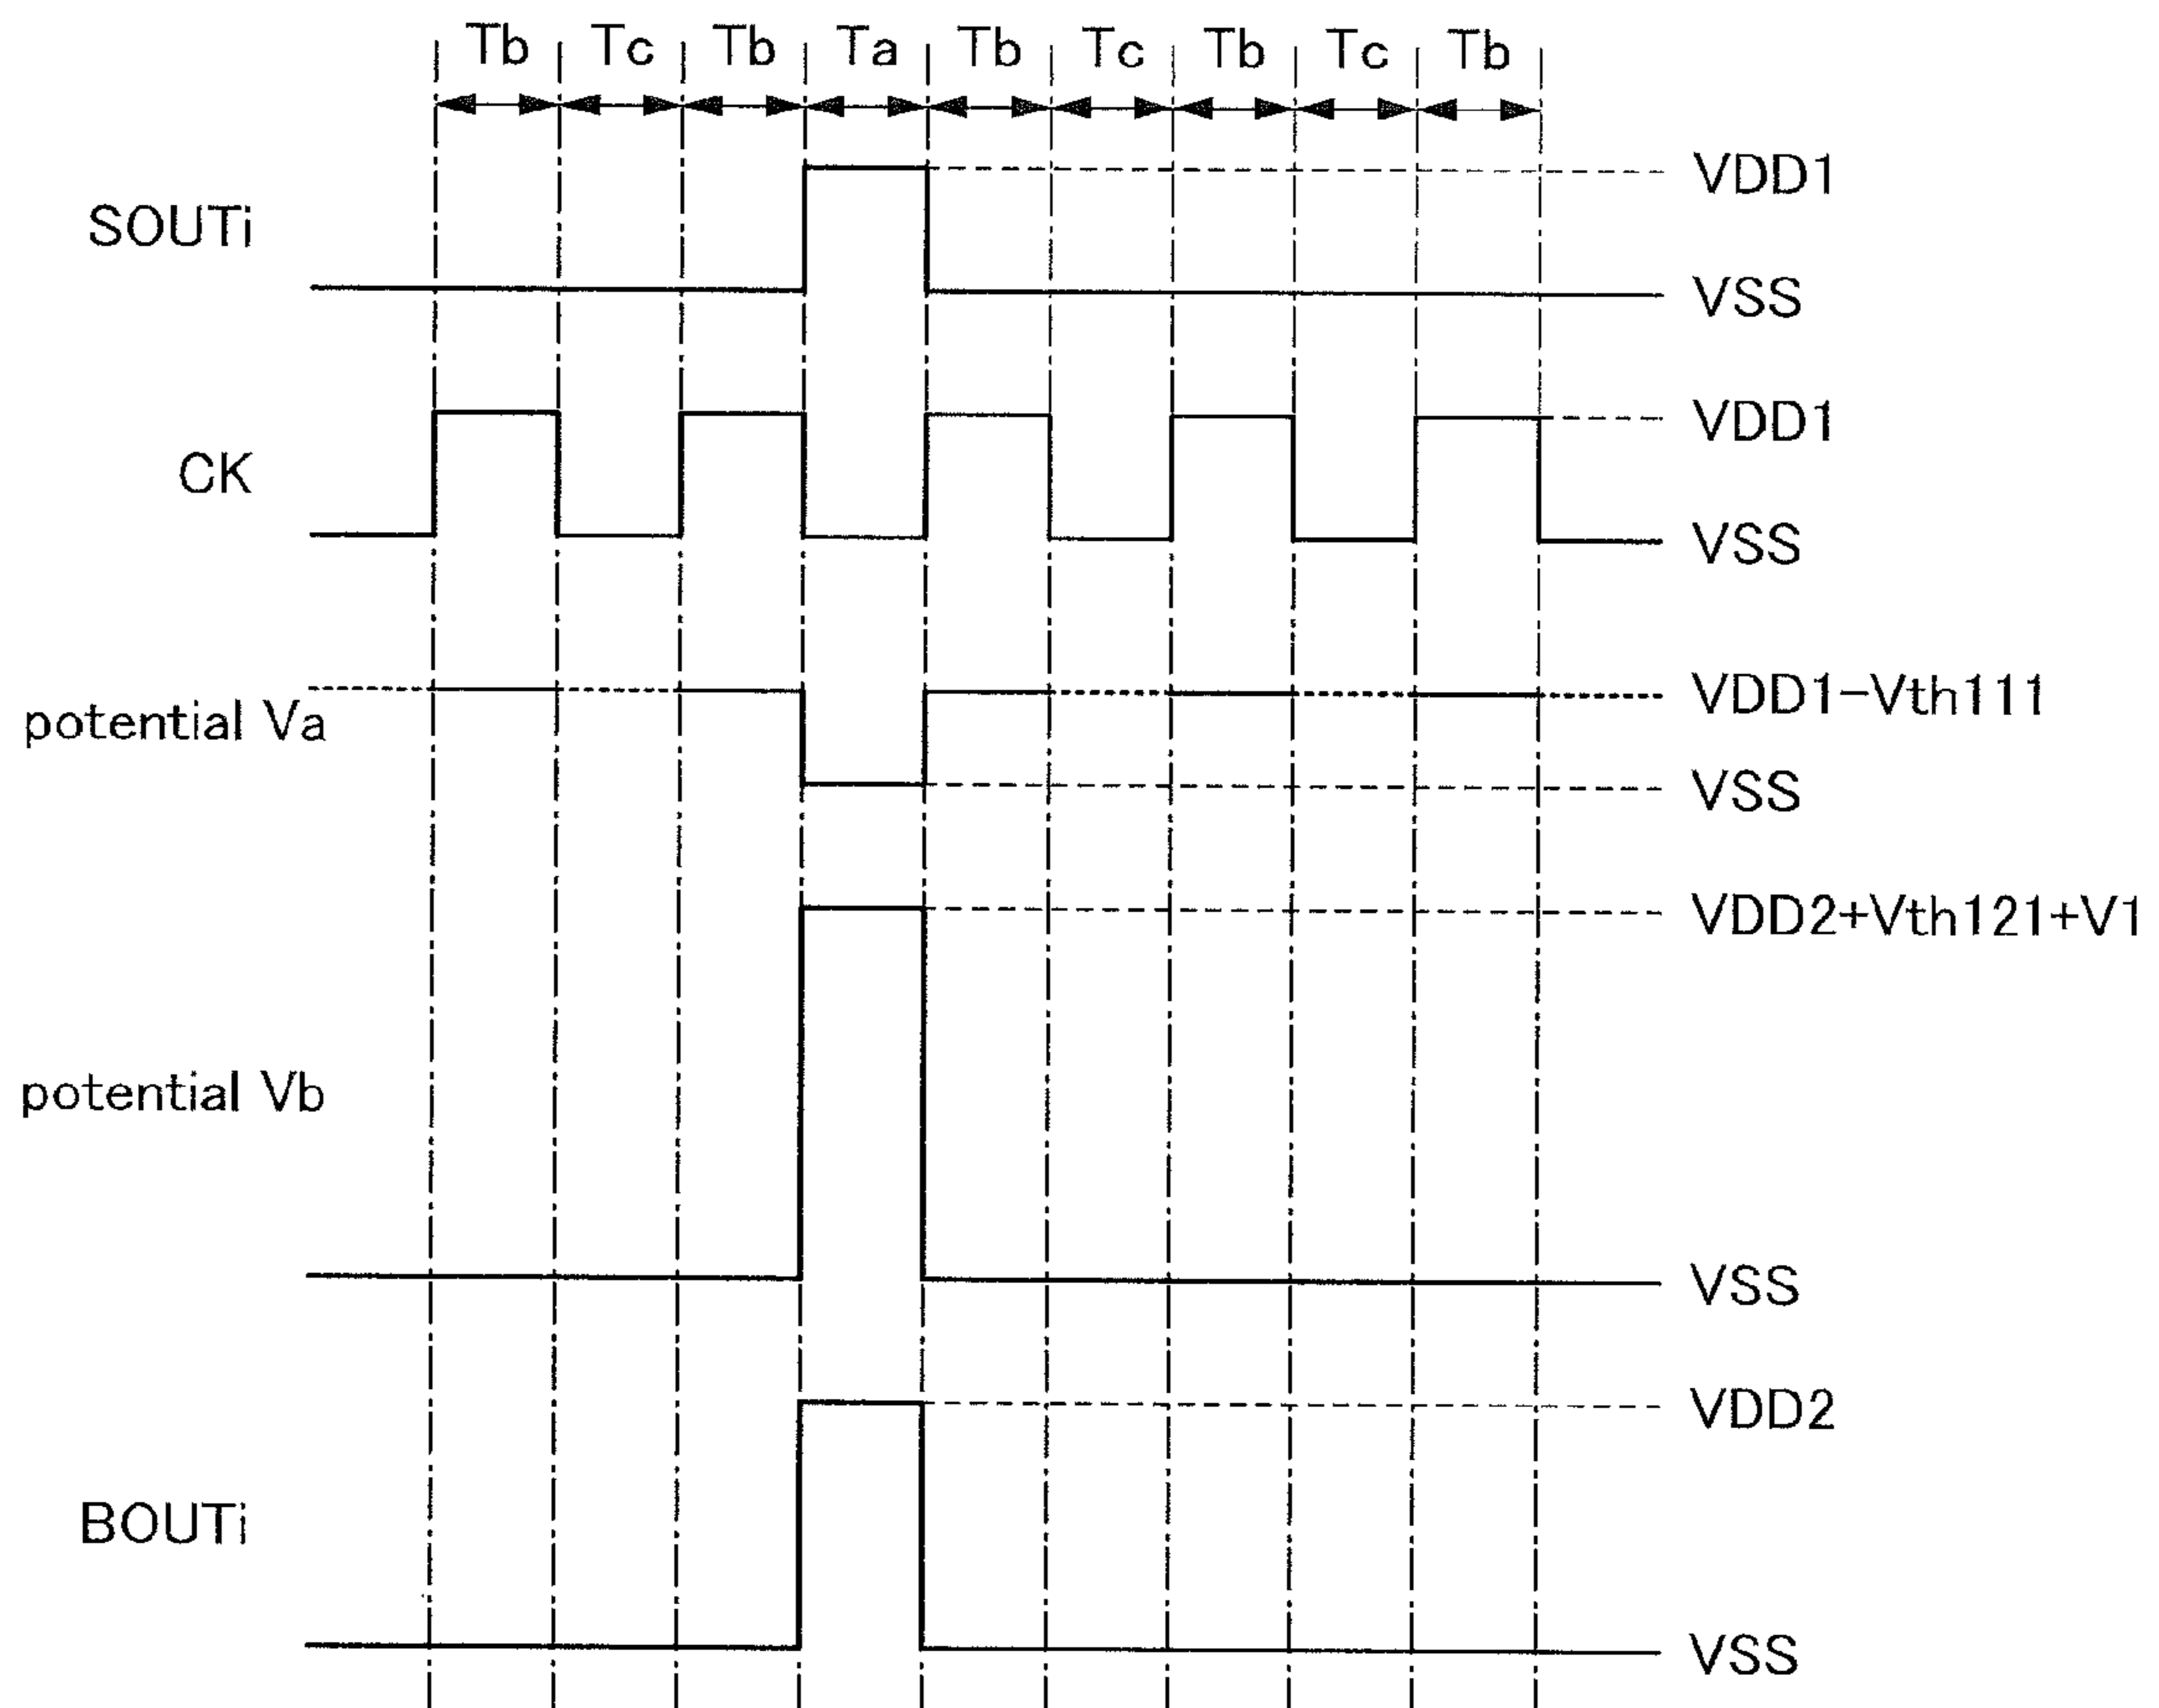 Tb Tc Tb Ta Tb Tc Tb Tc Tb
VDD1
SOUTi
VSS
VDD1
CK
VSS
VDD1-Vth111
potential Va
VSS
VDD2+Vth121+V1
potential Vb
VSS
VDD2
BOUTi
VSS